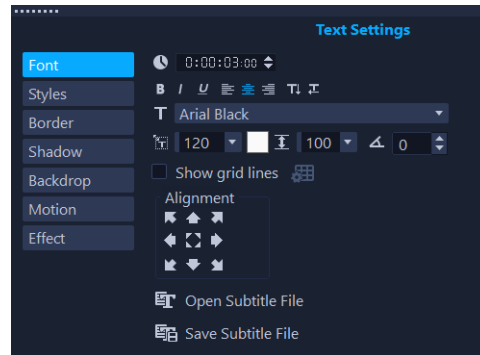 Text Settings
Font
0:00:03:00
Styles
B I U
Border
T Arial Black
120 100 0
Shadow
Show grid lines
Backdrop
Alignment
Motion
Effect
Open Subtitle File
Save Subtitle File